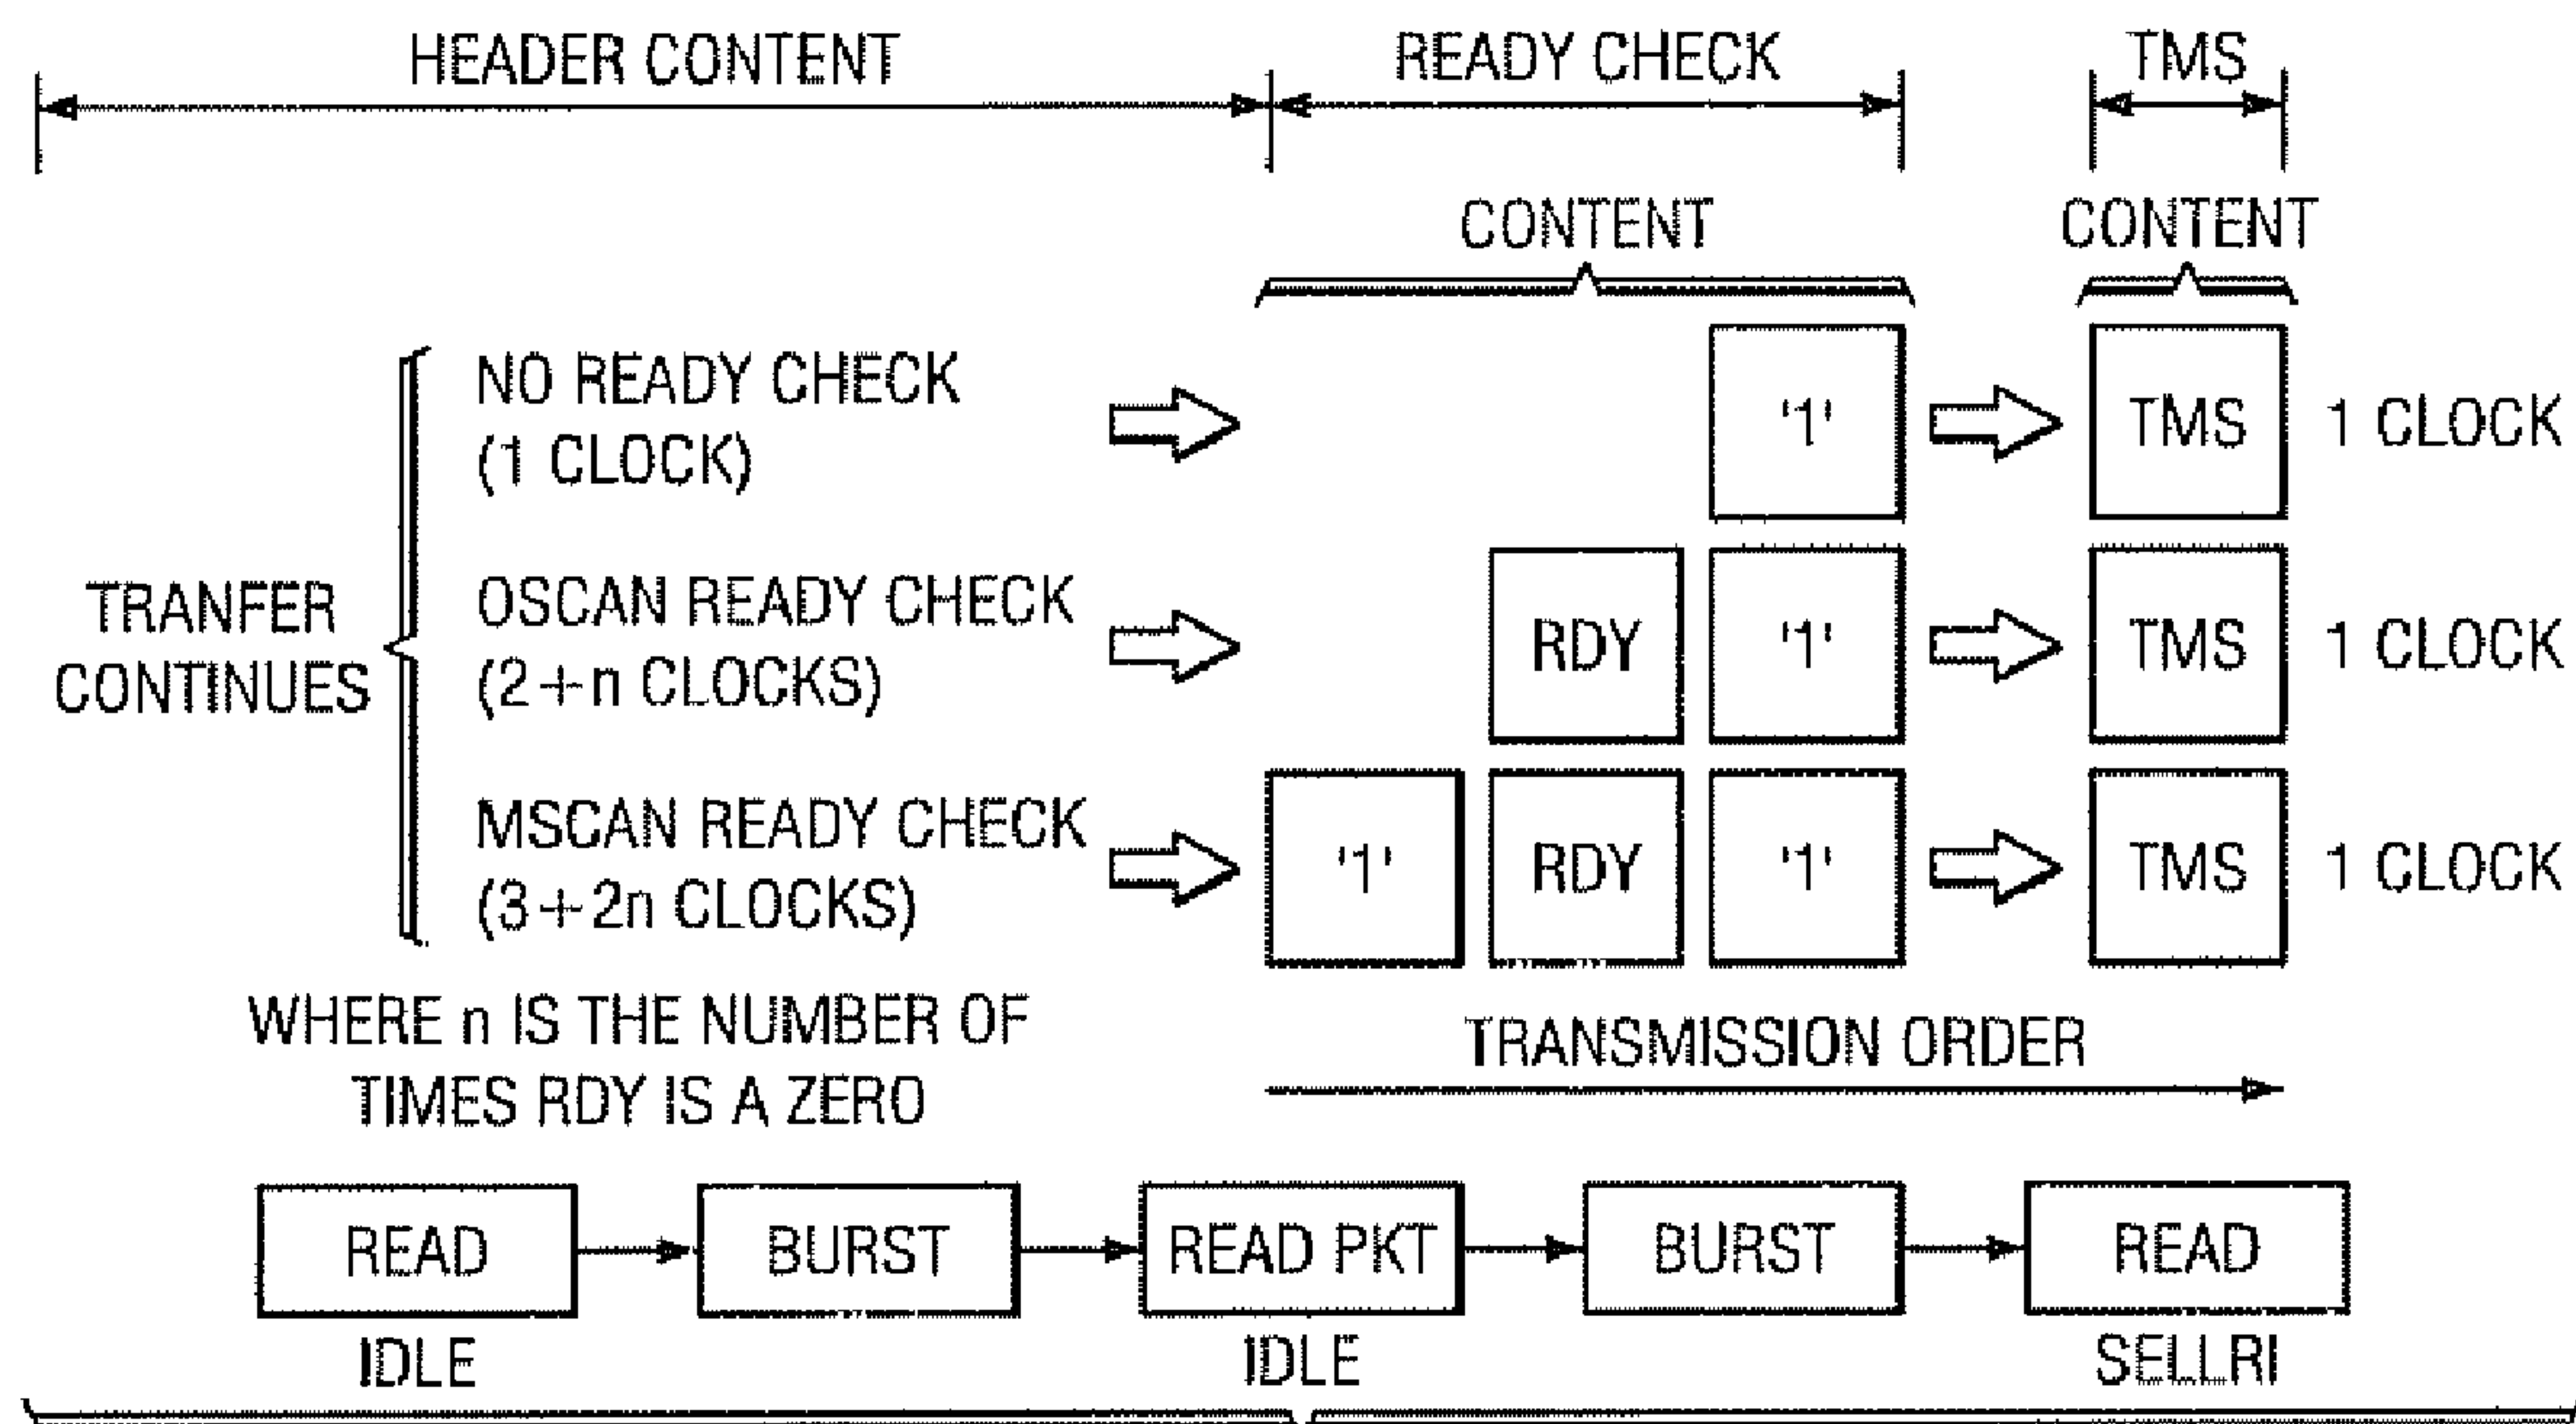 HEADER CONTENT
READY CHECK
TMS
CONTENT
CONTENT
NO READY CHECK
(1 CLOCK)
'1'
TMS
1 CLOCK
TRANFER
CONTINUES
OSCAN READY CHECK
(2+n CLOCKS)
RDY
'1'
TMS
1 CLOCK
MSCAN READY CHECK
(3+2n CLOCKS)
'1'
RDY
'1'
TMS
1 CLOCK
WHERE n IS THE NUMBER OF
TIMES RDY IS A ZERO
TRANSMISSION ORDER
READ
BURST
READ PKT
BURST
READ
IDLE
IDLE
SELLRI